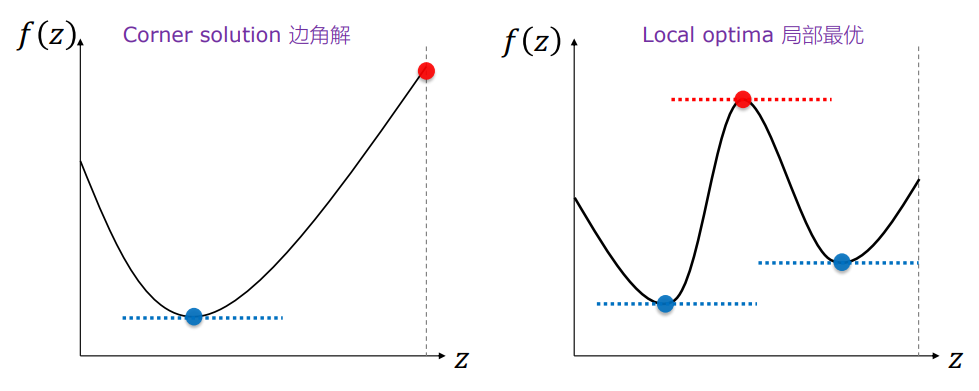 f(z)
Corner solution 边角解
z
f(z)
Local optima 局部最优
z